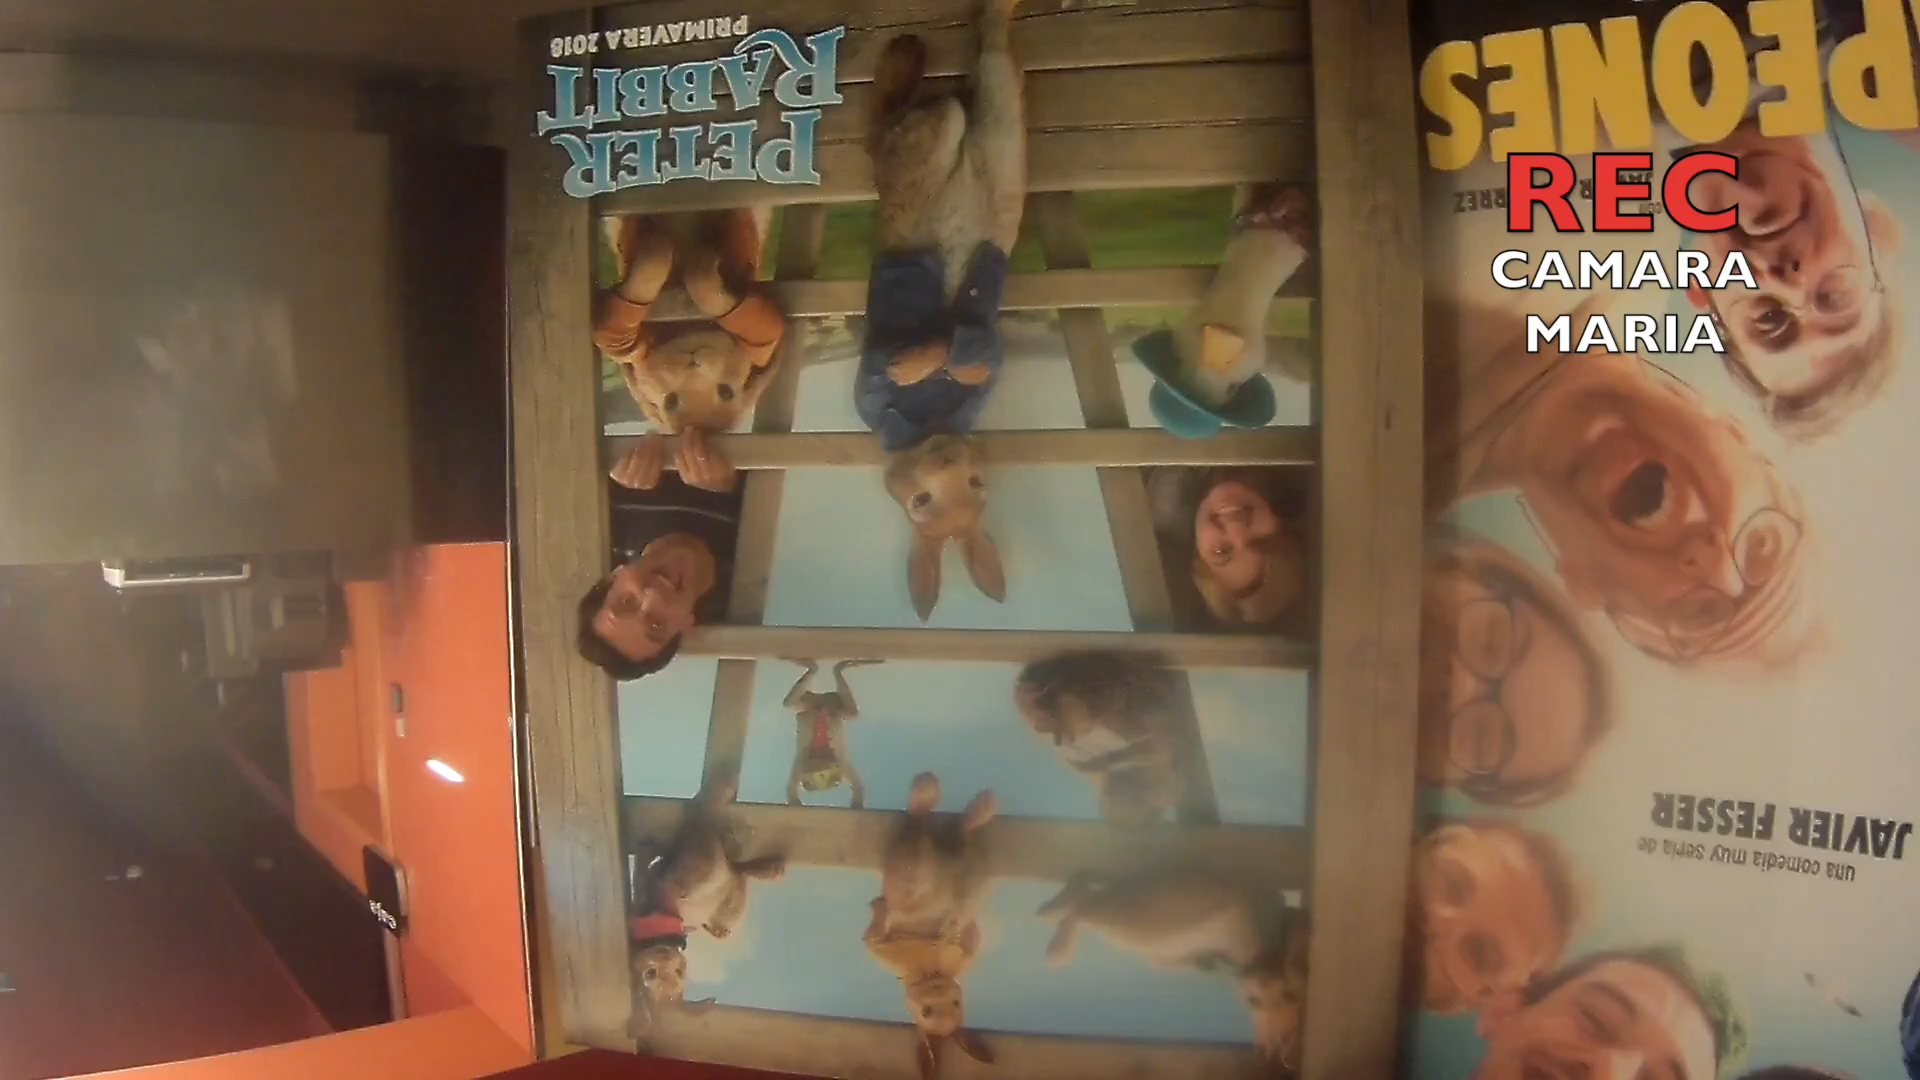 PRIMAVERA 2018
PETER
RABBIT
PEONES
REC
CAMARA
MARIA
una comedia muy seria de
JAVIER FESSER